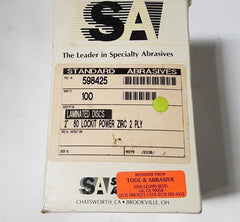 SA
The Leader in Specialty Abrasives
STANDARD ABRASIVES
598425
100
LAMINATED DISCS
2" 80 LOCKIT POWER ZIRC 2 PLY
REORDER FROM
TOOL & ABRASIVE
SA
CHATSWORTH, CA • BROOKVILLE, OH